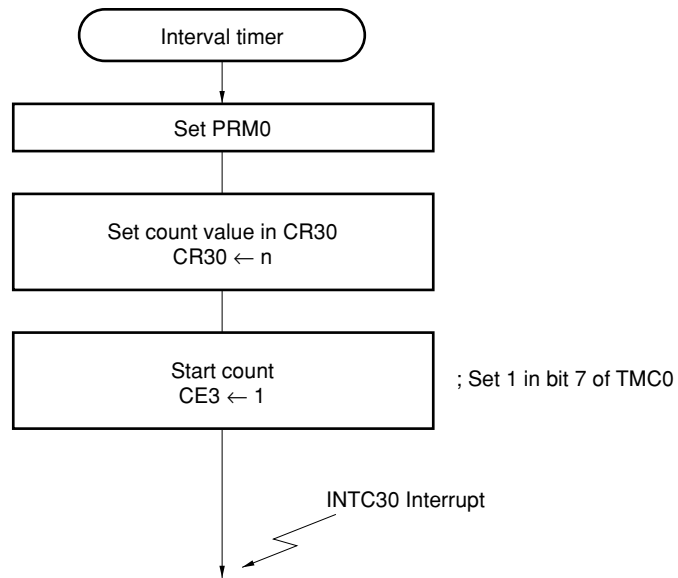 Interval timer
Set PRM0
Set count value in CR30
CR30 ← n
Start count
CE3 ← 1
; Set 1 in bit 7 of TMC0
INTC30 Interrupt